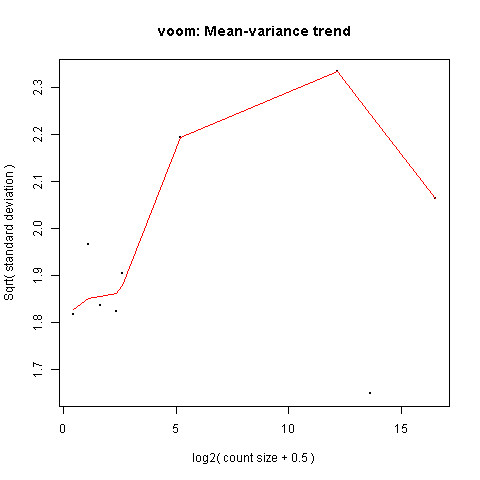 voom: Mean-variance trend
Sqrt( standard deviation )
2.3
2.2
2.1
2.0
1.9
1.8
1.7
0 5 10 15
log2( count size + 0.5 )